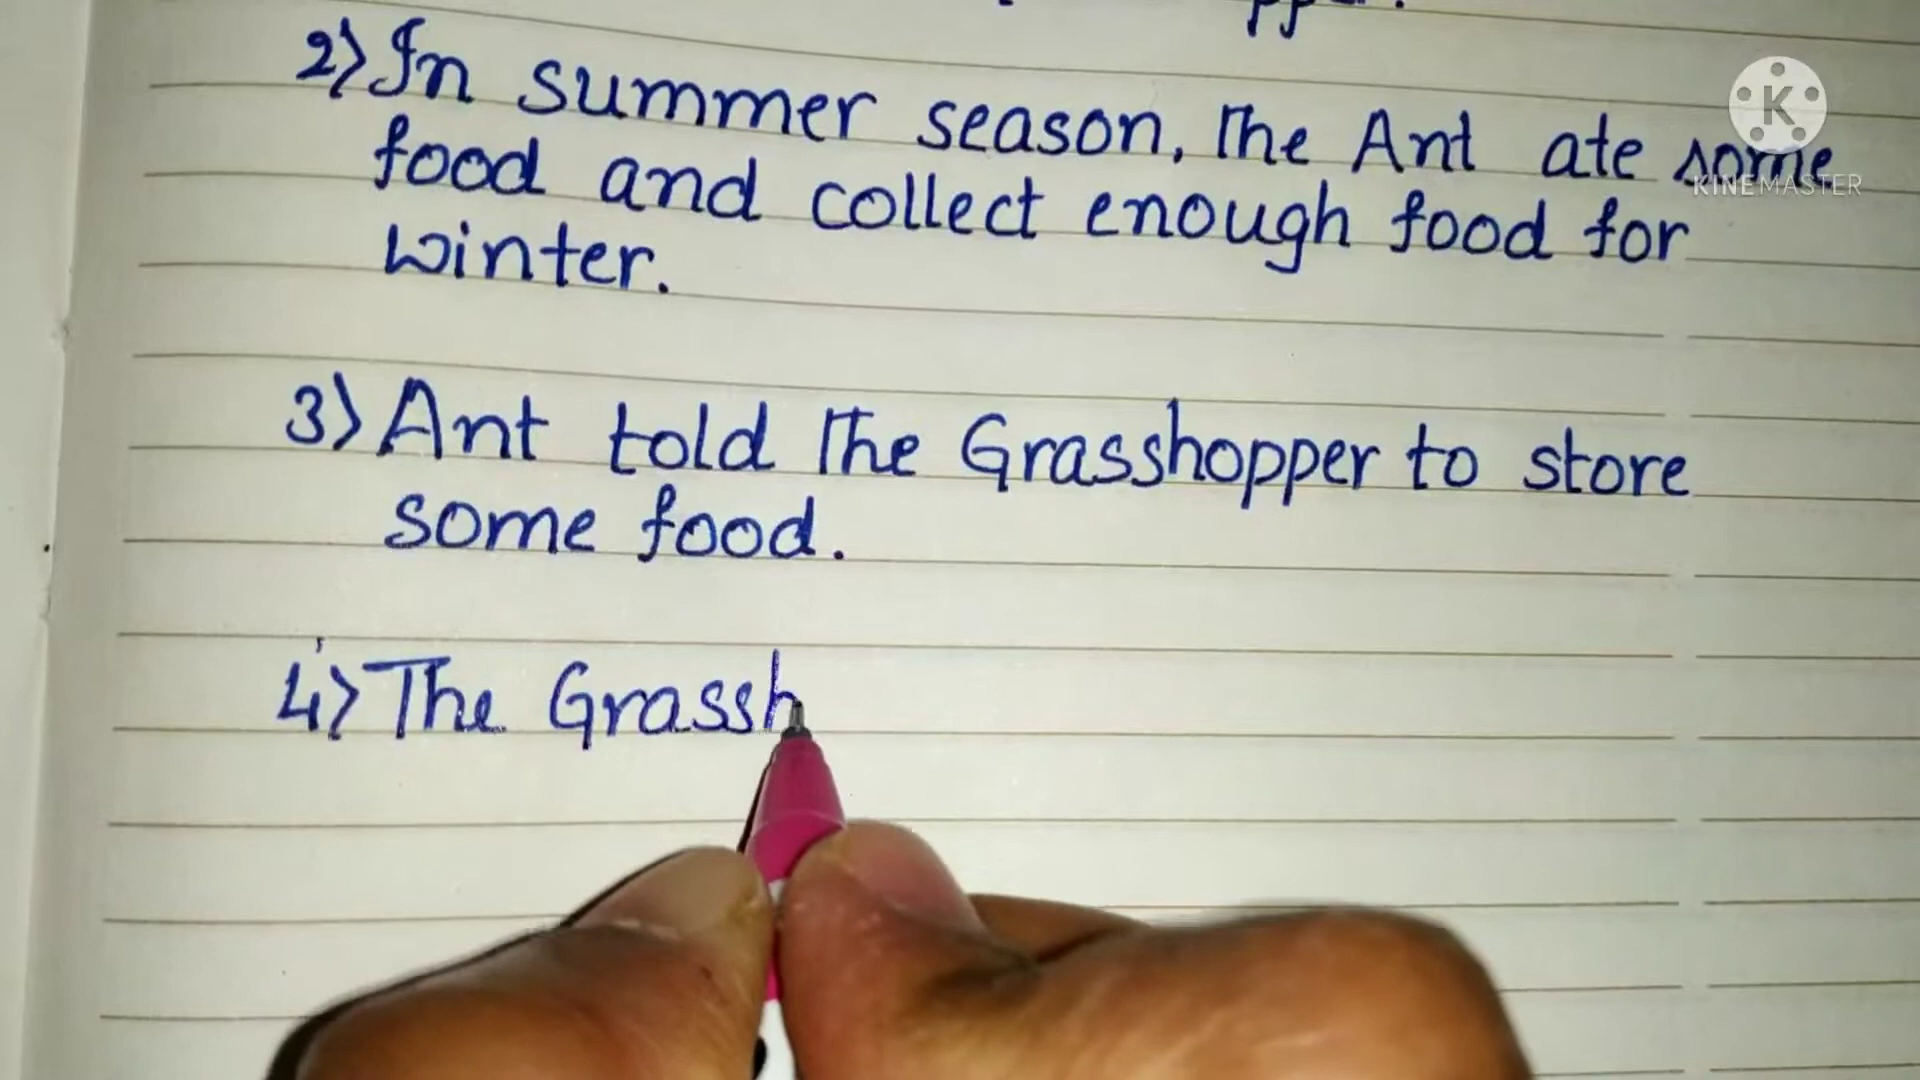 2) In summer season, the Ant ate some
food and collect enough food for
winter.
3) Ant told the Grasshopper to store
some food.
4) The Grassh
K
KINEMASTER